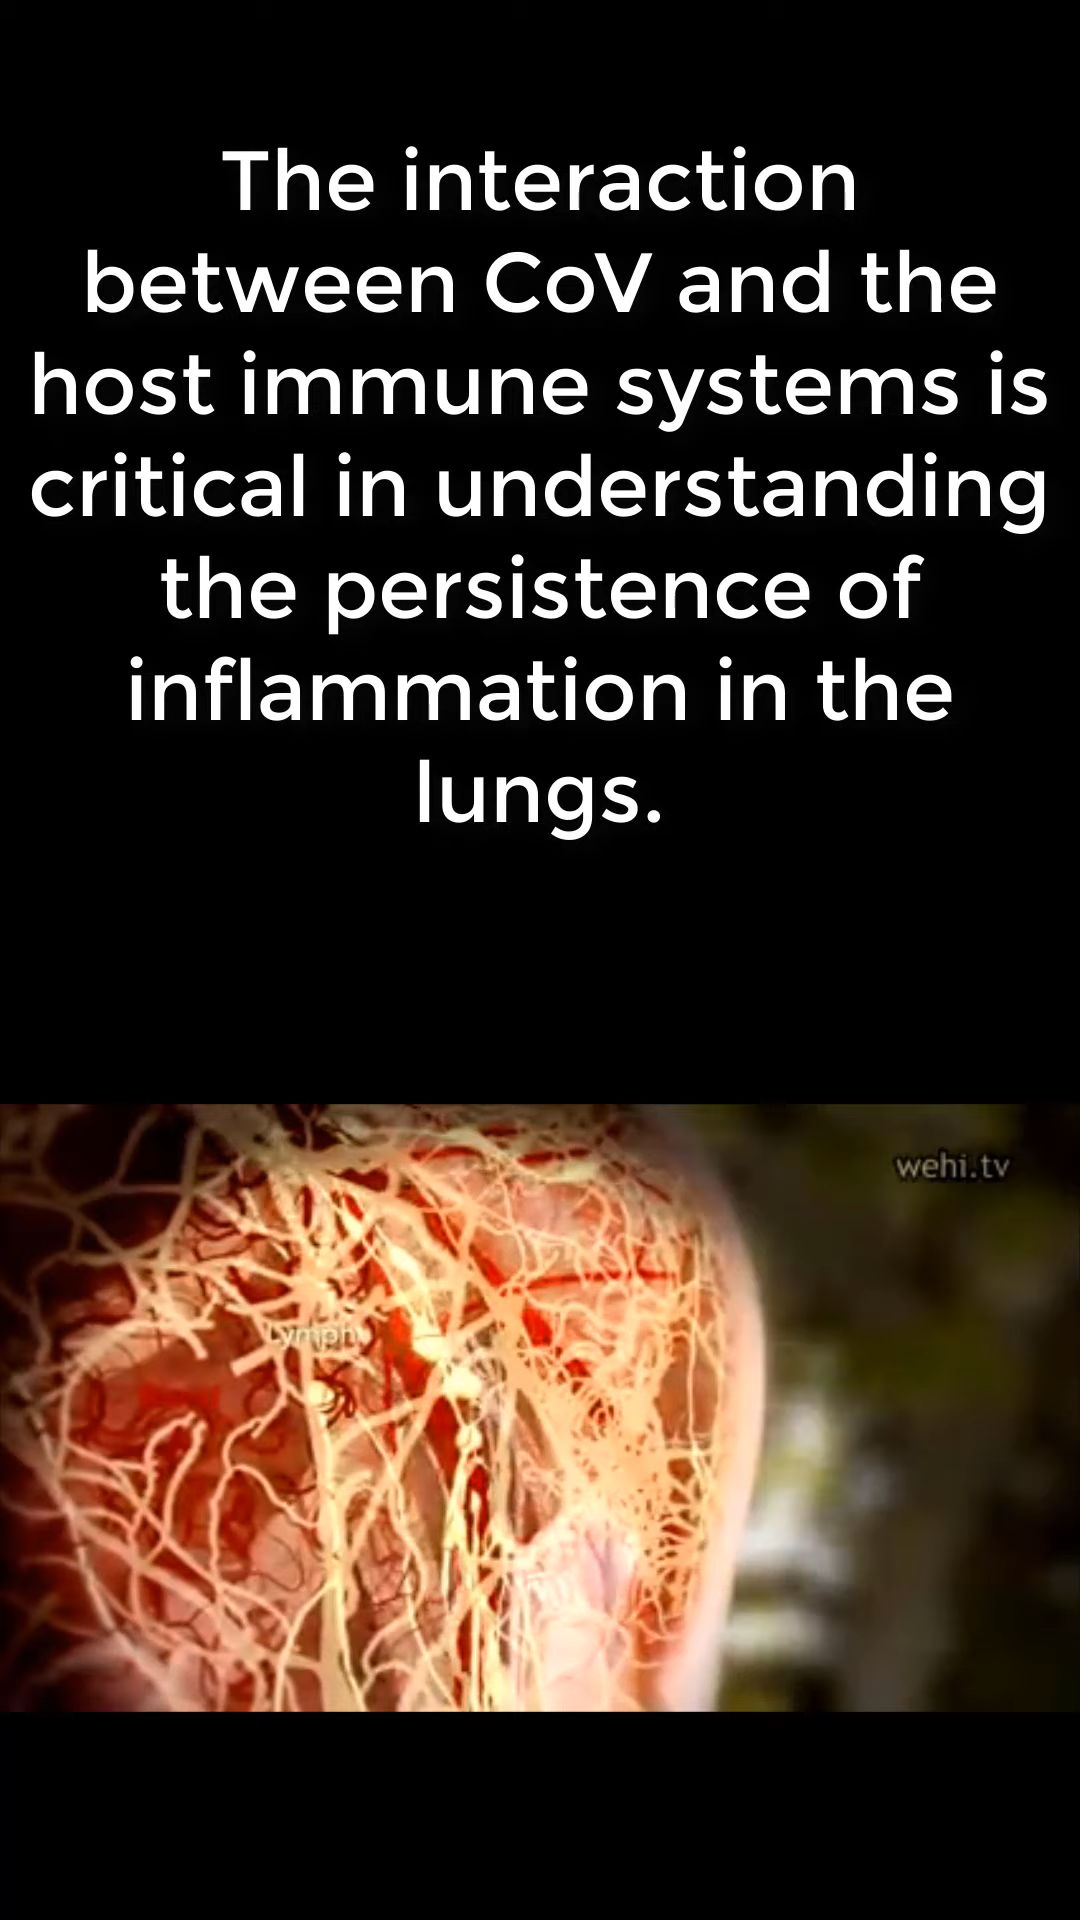 The interaction
between CoV and the
host immune systems is
critical in understanding
the persistence of
inflammation in the
lungs.
wehi.tv
Lymph